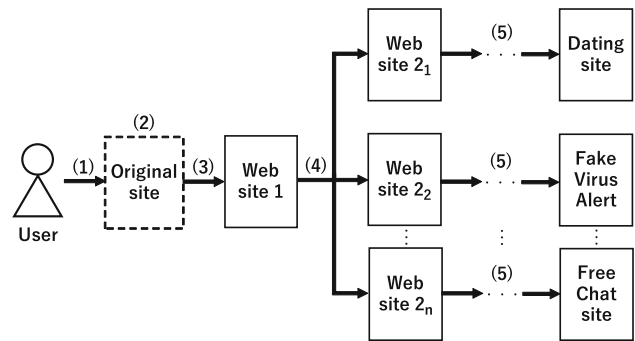 (1)
User
(2)
Original
site
(3)
Web
site 1
(4)
Web
site 2₁
(5)
Dating
site
Web
site 2₂
(5)
Fake
Virus
Alert
Web
site 2ₙ
(5)
Free
Chat
site